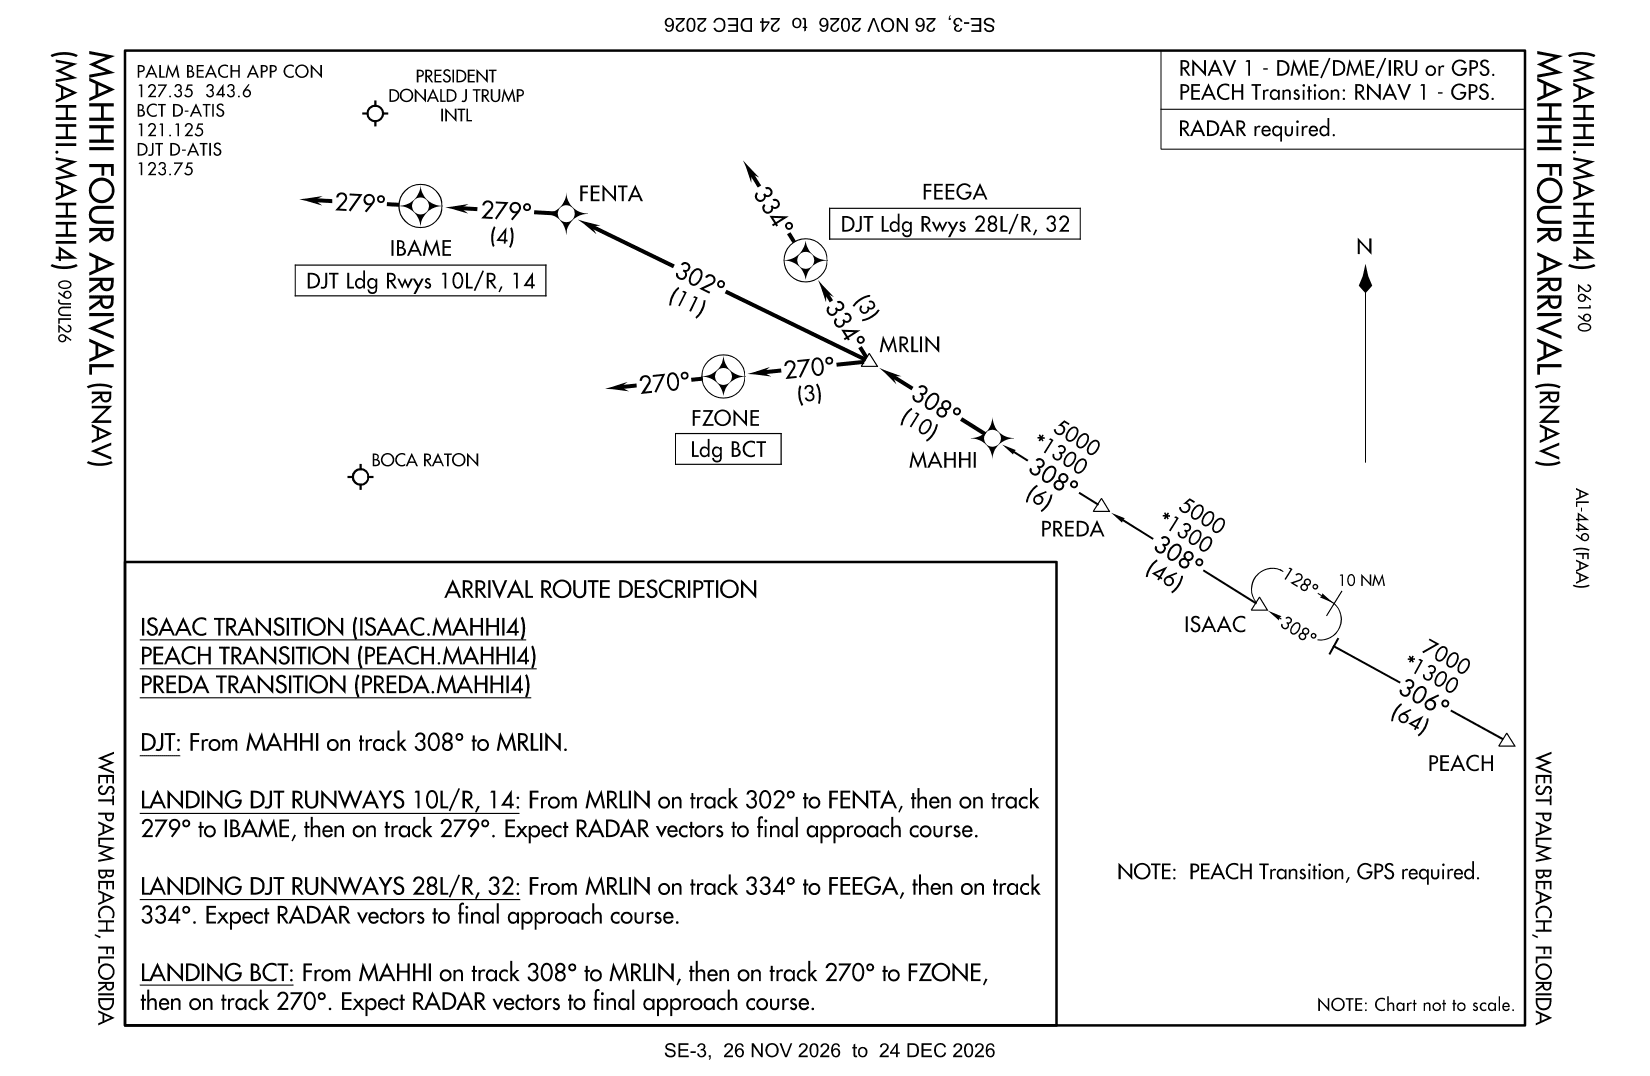 SE-3, 26 NOV 2026 to 24 DEC 2026
(MAHHI.MAHHI4) 09JUL26
MAHHI FOUR ARRIVAL (RNAV)
WEST PALM BEACH, FLORIDA
PALM BEACH APP CON
127.35 343.6
BCT D-ATIS
121.125
DJT D-ATIS
123.75
PRESIDENT
DONALD J TRUMP
INTL
RNAV 1 - DME/DME/IRU or GPS.
PEACH Transition: RNAV 1 - GPS.
RADAR required.
(MAHHI.MAHHI4) 26190
MAHHI FOUR ARRIVAL (RNAV)
AL-449 (FAA)
WEST PALM BEACH, FLORIDA
279°
IBAME
DJT Ldg Rwys 10L/R, 14
279°
(4)
FENTA
302°
(11)
334°
FEEGA
DJT Ldg Rwys 28L/R, 32
334°
(3)
MRLIN
N
270°
FZONE
Ldg BCT
270°
(3)
BOCA RATON
308°
(10)
MAHHI
5000
*1300
308°
(6)
PREDA
5000
*1300
308°
(46)
ISAAC
128°
10 NM
308°
7000
*1300
306°
(64)
PEACH
ARRIVAL ROUTE DESCRIPTION
ISAAC TRANSITION (ISAAC.MAHHI4)
PEACH TRANSITION (PEACH.MAHHI4)
PREDA TRANSITION (PREDA.MAHHI4)
DJT: From MAHHI on track 308° to MRLIN.
LANDING DJT RUNWAYS 10L/R, 14: From MRLIN on track 302° to FENTA, then on track
279° to IBAME, then on track 279°. Expect RADAR vectors to final approach course.
LANDING DJT RUNWAYS 28L/R, 32: From MRLIN on track 334° to FEEGA, then on track
334°. Expect RADAR vectors to final approach course.
LANDING BCT: From MAHHI on track 308° to MRLIN, then on track 270° to FZONE,
then on track 270°. Expect RADAR vectors to final approach course.
NOTE: PEACH Transition, GPS required.
NOTE: Chart not to scale.
SE-3, 26 NOV 2026 to 24 DEC 2026